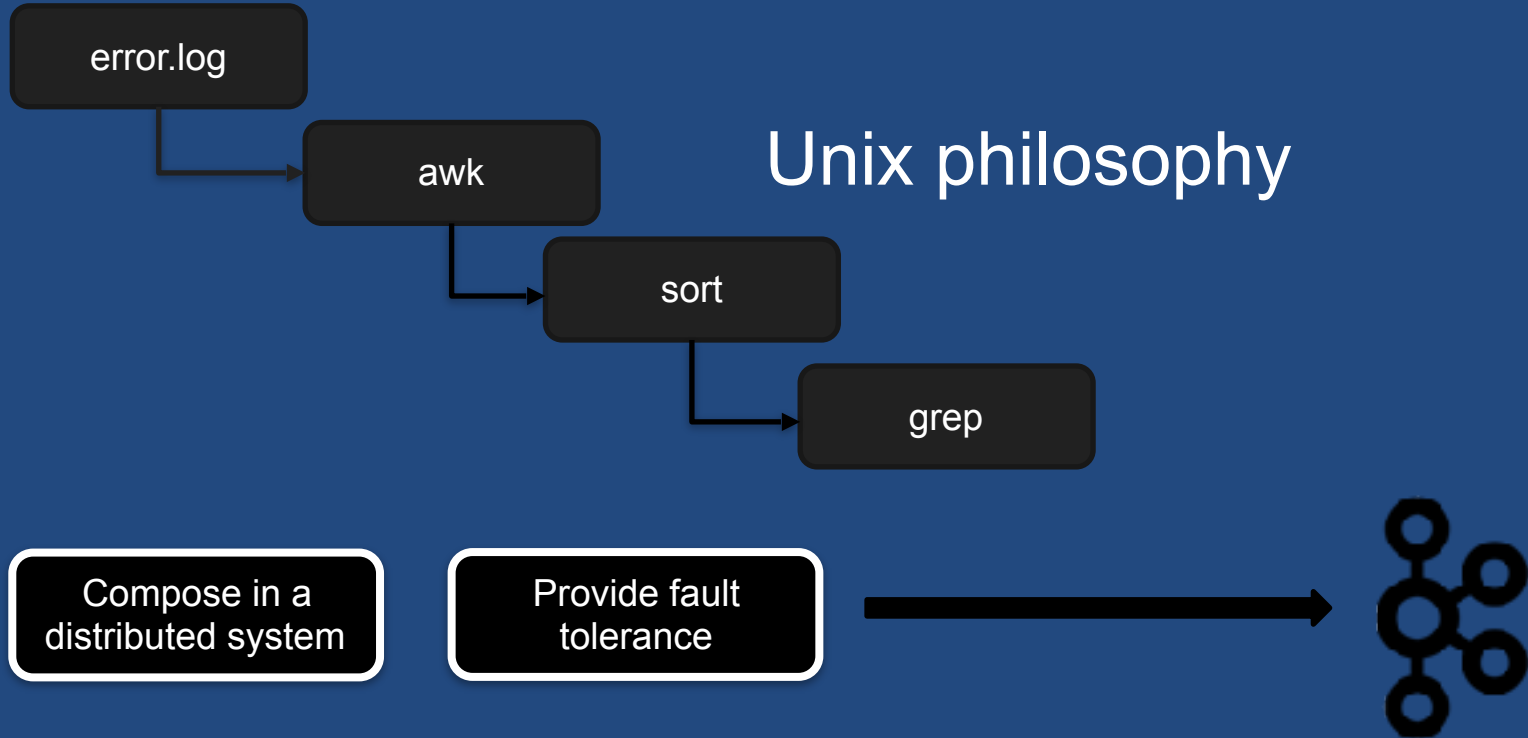 error.log
awk
Unix philosophy
sort
grep
Compose in a
distributed system
Provide fault
tolerance